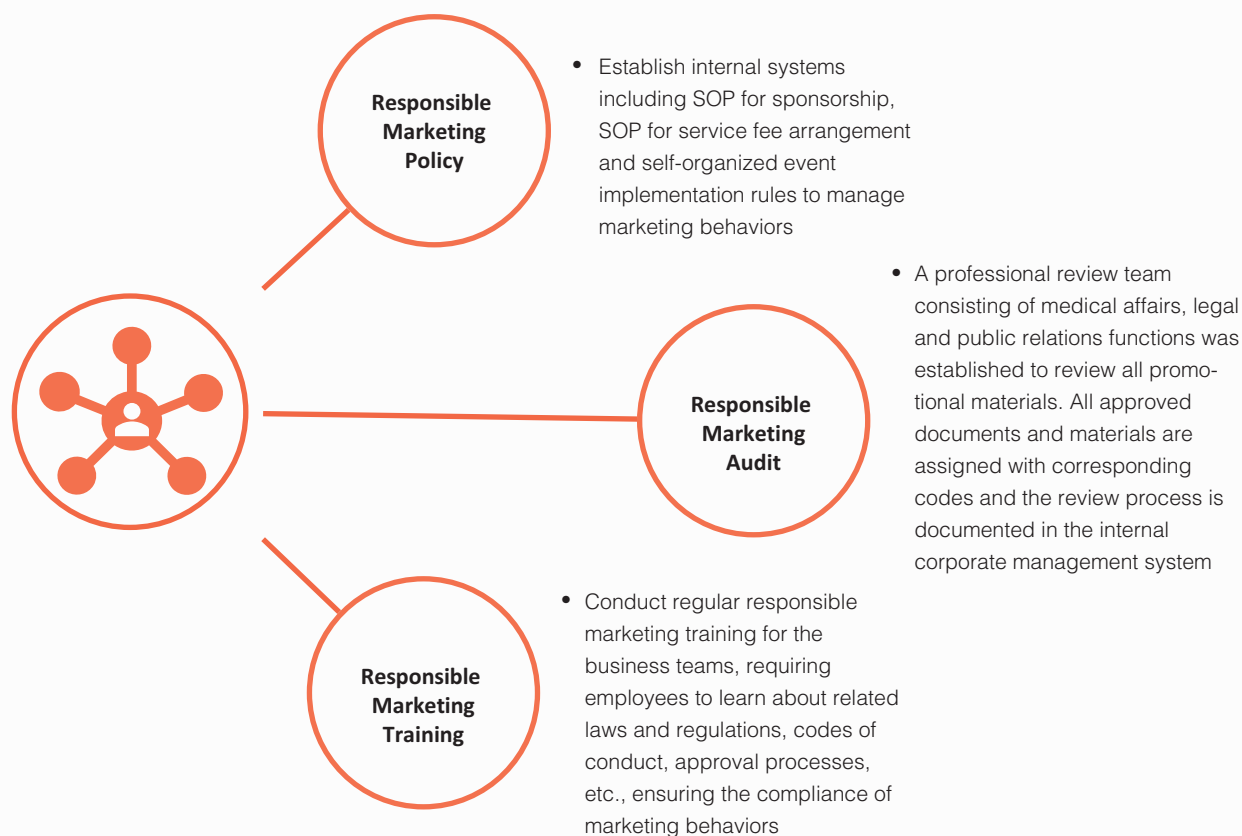 Responsible
Marketing
Policy
• Establish internal systems
including SOP for sponsorship,
SOP for service fee arrangement
and self-organized event
implementation rules to manage
marketing behaviors
Responsible
Marketing
Audit
• A professional review team
consisting of medical affairs, legal
and public relations functions was
established to review all promo-
tional materials. All approved
documents and materials are
assigned with corresponding
codes and the review process is
documented in the internal
corporate management system
Responsible
Marketing
Training
• Conduct regular responsible
marketing training for the
business teams, requiring
employees to learn about related
laws and regulations, codes of
conduct, approval processes,
etc., ensuring the compliance of
marketing behaviors